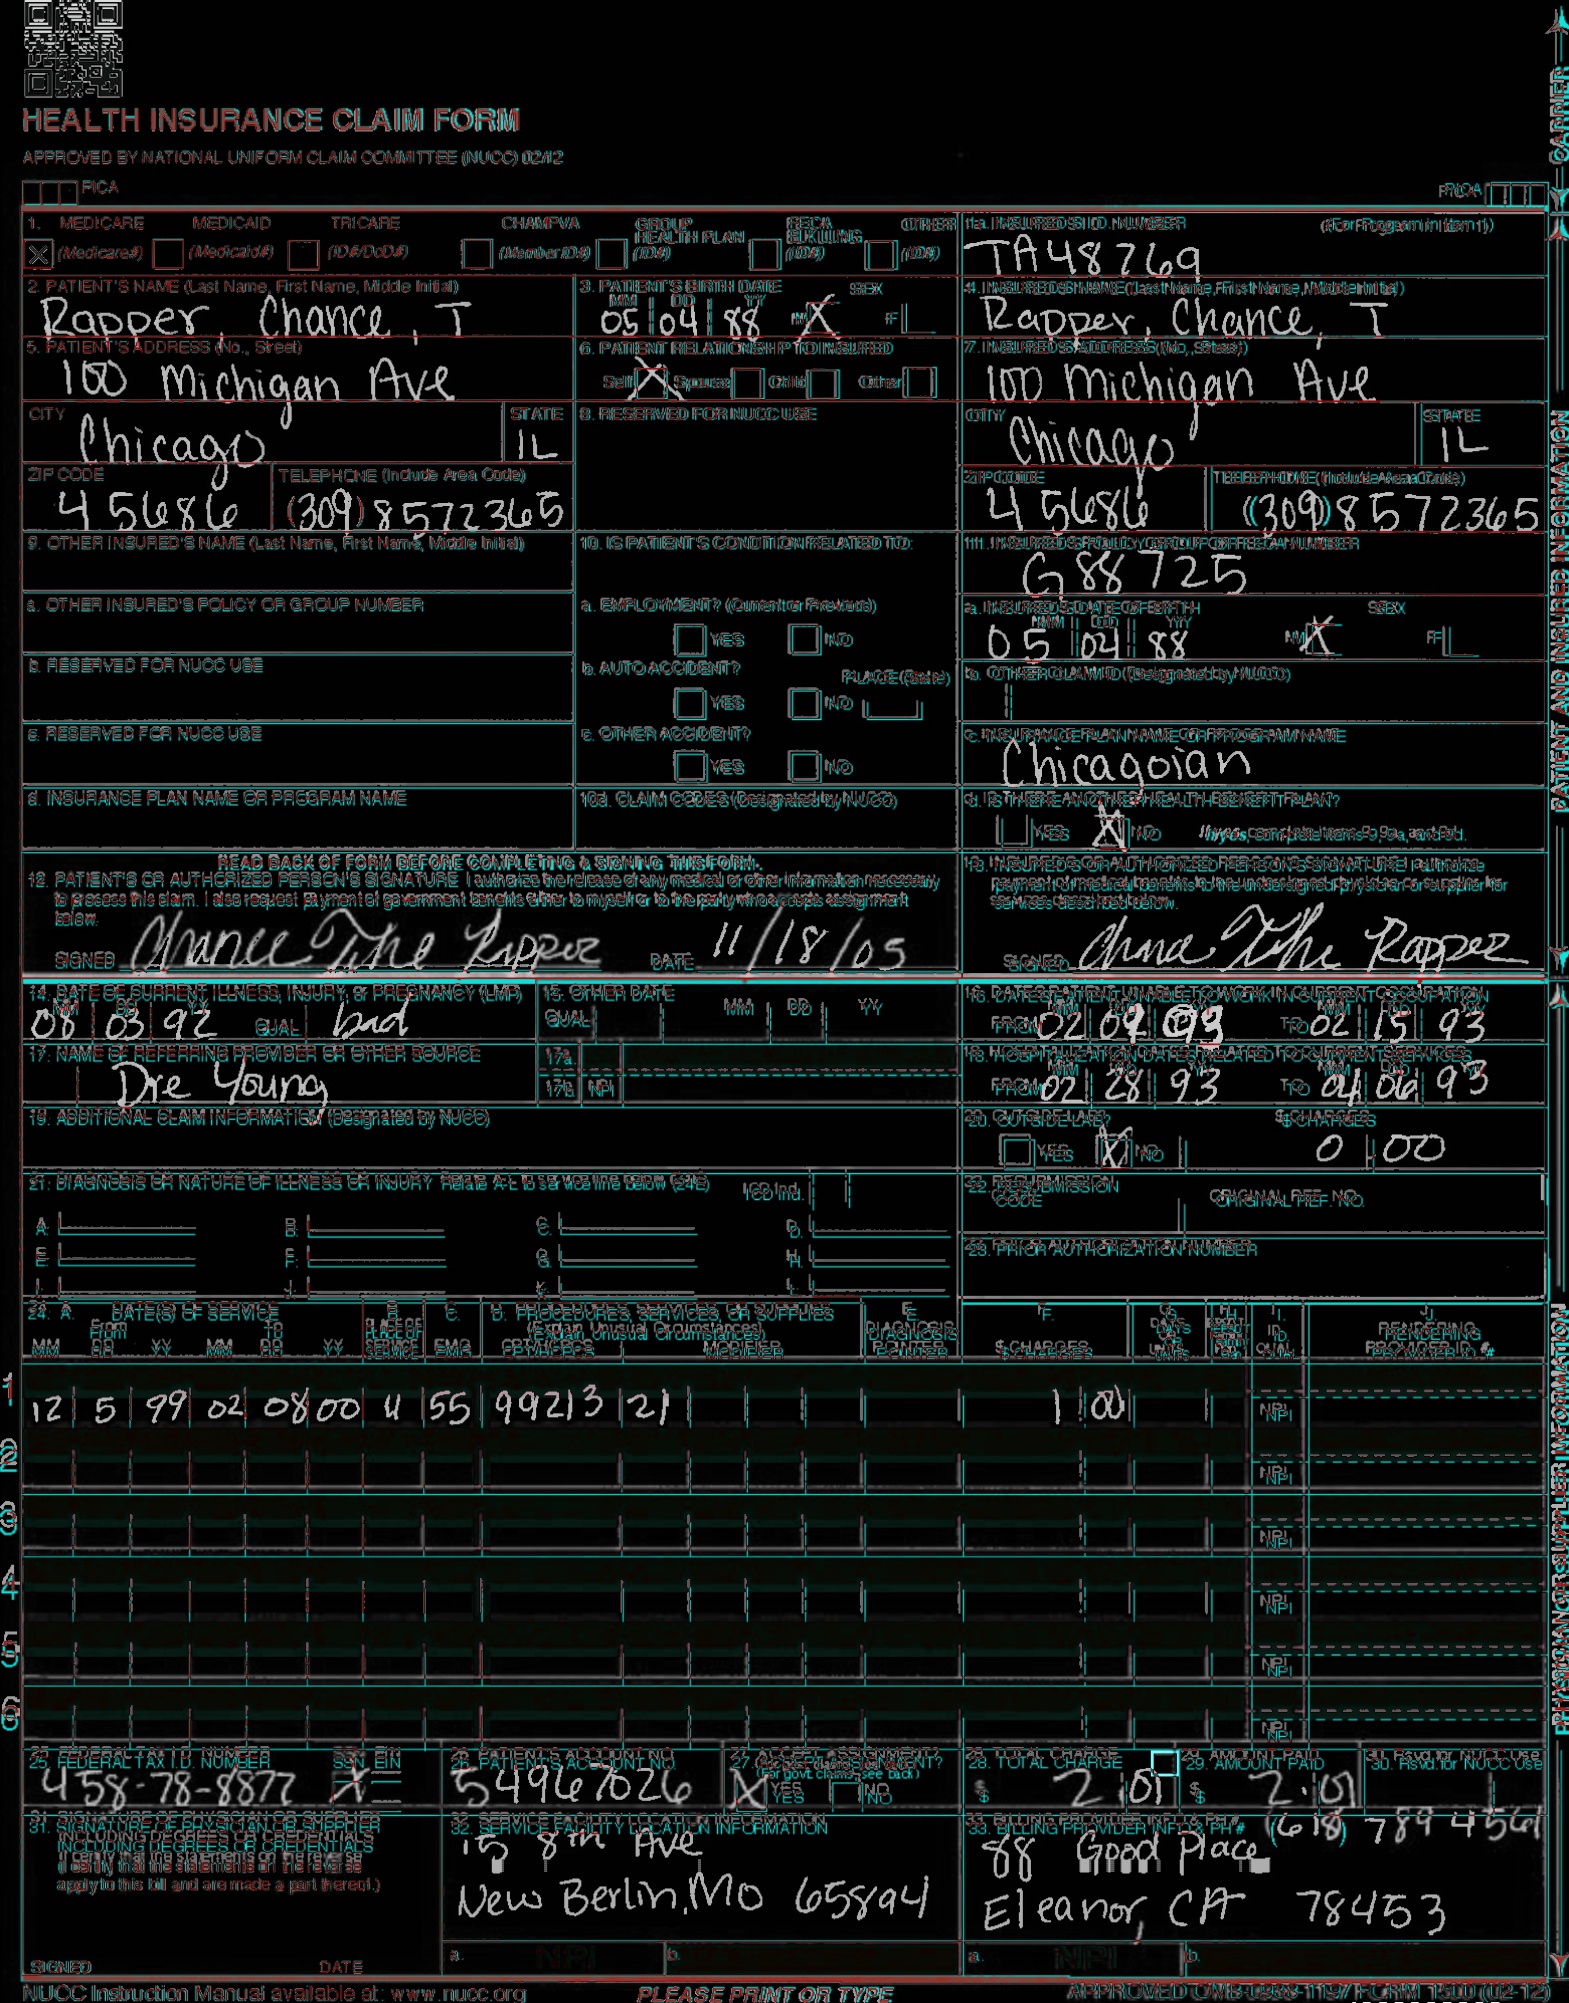 HEALTH INSURANCE CLAIM FORM
APPROVED BY NATIONAL UNIFORM CLAIM COMMITTEE (NUCC) 02/12
PICA
PICA
CARRIER
1. MEDICARE MEDICAID TRICARE CHAMPVA GROUP HEALTH PLAN FECA BLK LUNG OTHER
X (Medicare#) (Medicaid#) (ID#/DoD#) (Member ID#) (ID#) (ID#) (ID#)
1a. INSURED'S I.D. NUMBER (For Program in Item 1)
TA48769
2. PATIENT'S NAME (Last Name, First Name, Middle Initial)
Rapper, Chance, T
3. PATIENT'S BIRTH DATE SEX
MM DD YY
05 04 88 M X F
4. INSURED'S NAME (Last Name, First Name, Middle Initial)
Rapper, Chance, T
5. PATIENT'S ADDRESS (No., Street)
100 Michigan Ave
6. PATIENT RELATIONSHIP TO INSURED
Self X Spouse Child Other
7. INSURED'S ADDRESS (No., Street)
100 Michigan Ave
CITY STATE
Chicago IL
8. RESERVED FOR NUCC USE
CITY STATE
Chicago IL
ZIP CODE TELEPHONE (Include Area Code)
45686 (309) 8572365
ZIP CODE TELEPHONE (Include Area Code)
45686 (309) 8572365
9. OTHER INSURED'S NAME (Last Name, First Name, Middle Initial)
10. IS PATIENT'S CONDITION RELATED TO:
11. INSURED'S POLICY GROUP OR FECA NUMBER
G88725
a. OTHER INSURED'S POLICY OR GROUP NUMBER
a. EMPLOYMENT? (Current or Previous)
YES NO
a. INSURED'S DATE OF BIRTH SEX
MM DD YY
05 04 88 M X F
b. RESERVED FOR NUCC USE
b. AUTO ACCIDENT? PLACE (State)
YES NO
b. OTHER CLAIM ID (Designated by NUCC)
c. RESERVED FOR NUCC USE
c. OTHER ACCIDENT?
YES NO
c. INSURANCE PLAN NAME OR PROGRAM NAME
Chicagoian
d. INSURANCE PLAN NAME OR PROGRAM NAME
10d. CLAIM CODES (Designated by NUCC)
d. IS THERE ANOTHER HEALTH BENEFIT PLAN?
YES X NO If yes, complete items 9, 9a, and 9d.
PATIENT AND INSURED INFORMATION
READ BACK OF FORM BEFORE COMPLETING & SIGNING THIS FORM.
12. PATIENT'S OR AUTHORIZED PERSON'S SIGNATURE I authorize the release of any medical or other information necessary
to process this claim. I also request payment of government benefits either to myself or to the party who accepts assignment
below.
SIGNED Chance The Rapper DATE 11/18/05
13. INSURED'S OR AUTHORIZED PERSON'S SIGNATURE I authorize
payment of medical benefits to the undersigned physician or supplier for
services described below.
SIGNED Chance The Rapper
14. DATE OF CURRENT ILLNESS, INJURY, or PREGNANCY (LMP)
MM DD YY
08 03 92 QUAL. bad
15. OTHER DATE
QUAL. MM DD YY
16. DATES PATIENT UNABLE TO WORK IN CURRENT OCCUPATION
FROM 02 09 93 TO 02 15 93
17. NAME OF REFERRING PROVIDER OR OTHER SOURCE
Dre Young
17a.
17b. NPI
18. HOSPITALIZATION DATES RELATED TO CURRENT SERVICES
MM DD YY MM DD YY
FROM 02 28 93 TO 04 06 93
19. ADDITIONAL CLAIM INFORMATION (Designated by NUCC)
20. OUTSIDE LAB? $ CHARGES
YES X NO 0 00
21. DIAGNOSIS OR NATURE OF ILLNESS OR INJURY Relate A-L to service line below (24E) ICD Ind.
A. B. C. D.
E. F. G. H.
I. J. K. L.
22. RESUBMISSION CODE ORIGINAL REF. NO.
23. PRIOR AUTHORIZATION NUMBER
24. A. DATE(S) OF SERVICE B. C. D. PROCEDURES, SERVICES, OR SUPPLIES E. F. G. H. I. J.
From To PLACE OF SERVICE (Explain Unusual Circumstances) DIAGNOSIS POINTER DAYS OR UNITS ID. QUAL. RENDERING PROVIDER ID. #
MM DD YY MM DD YY EMG CPT/HCPCS MODIFIER $ CHARGES
1 12 5 99 02 08 00 4 55 99213 21 1 00 NPI
2 NPI
3 NPI
4 NPI
5 NPI
6 NPI
PHYSICIAN OR SUPPLIER INFORMATION
25. FEDERAL TAX I.D. NUMBER SSN EIN
458-78-8877 X
26. PATIENT'S ACCOUNT NO.
54967026
27. ACCEPT ASSIGNMENT?
(For govt. claims, see back)
X YES NO
28. TOTAL CHARGE
$ 2 01
29. AMOUNT PAID
$ 2 01
30. Rsvd. for NUCC Use
31. SIGNATURE OF PHYSICIAN OR SUPPLIER
INCLUDING DEGREES OR CREDENTIALS
(I certify that the statements on the reverse
apply to this bill and are made a part thereof.)
SIGNED DATE
32. SERVICE FACILITY LOCATION INFORMATION
15 8th Ave
New Berlin, Mo 65894
a. NPI b.
33. BILLING PROVIDER INFO & PH # (618) 789 4561
88 Good Place
Eleanor, CA 78453
a. NPI b.
NUCC Instruction Manual available at: www.nucc.org
PLEASE PRINT OR TYPE
APPROVED OMB-0938-1197 FORM 1500 (02-12)